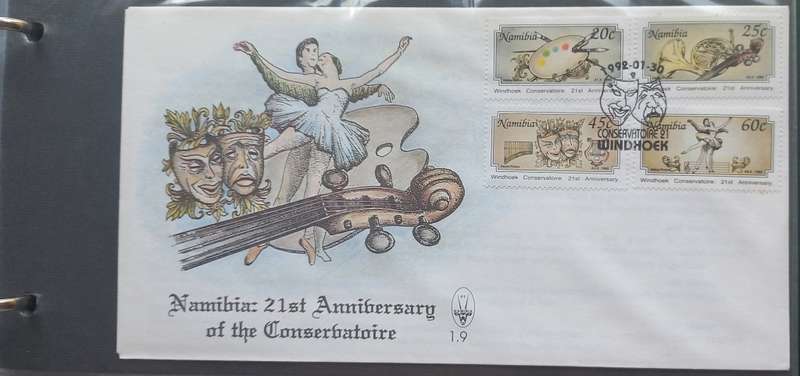 Namibia 20c
Windhoek Conservatoire 21st Anniversary
Namibia 25c
Windhoek Conservatoire 21st Anniversary
1992-01-30
CONSERVATOIRE 21
WINDHOEK
Namibia 45c
Windhoek Conservatoire 21st Anniversary
Namibia 60c
Windhoek Conservatoire 21st Anniversary
Namibia: 21st Anniversary
of the Conservatoire
1.9